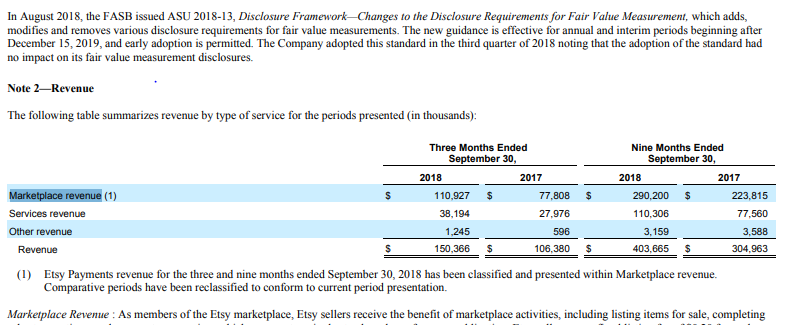 In August 2018, the FASB issued ASU 2018-13, Disclosure Framework—Changes to the Disclosure Requirements for Fair Value Measurement, which adds,
modifies and removes various disclosure requirements for fair value measurements. The new guidance is effective for annual and interim periods beginning after
December 15, 2019, and early adoption is permitted. The Company adopted this standard in the third quarter of 2018 noting that the adoption of the standard had
no impact on its fair value measurement disclosures.
Note 2—Revenue
The following table summarizes revenue by type of service for the periods presented (in thousands):
Three Months Ended Nine Months Ended
September 30, September 30,
2018 2017 2018 2017
Marketplace revenue (1) $ 110,927 $ 77,808 $ 290,200 $ 223,815
Services revenue 38,194 27,976 110,306 77,560
Other revenue 1,245 596 3,159 3,588
Revenue $ 150,366 $ 106,380 $ 403,665 $ 304,963
(1) Etsy Payments revenue for the three and nine months ended September 30, 2018 has been classified and presented within Marketplace revenue.
Comparative periods have been reclassified to conform to current period presentation.
Marketplace Revenue : As members of the Etsy marketplace, Etsy sellers receive the benefit of marketplace activities, including listing items for sale, completing